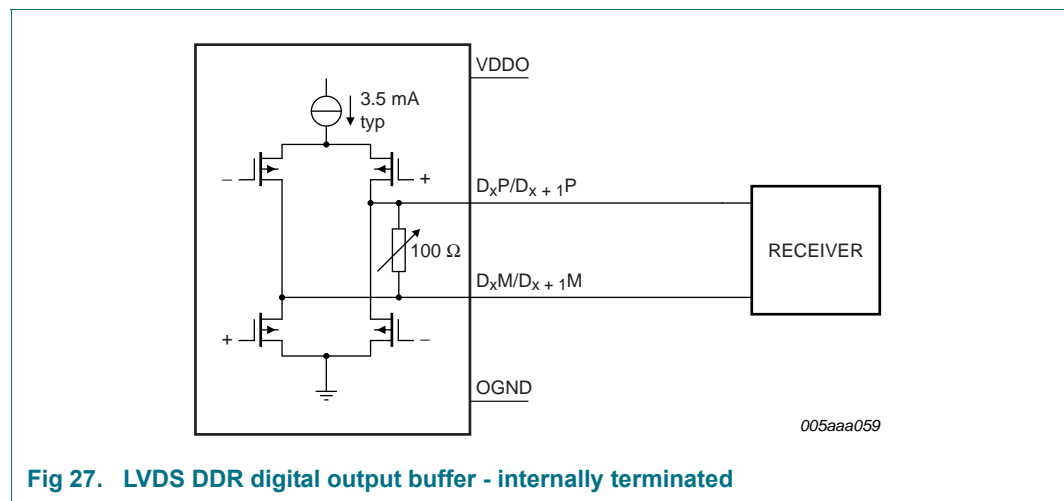 VDDO
3.5 mA
typ
− +
DxP/Dx + 1P
100 Ω
RECEIVER
DxM/Dx + 1M
+ −
OGND
005aaa059
Fig 27. LVDS DDR digital output buffer - internally terminated